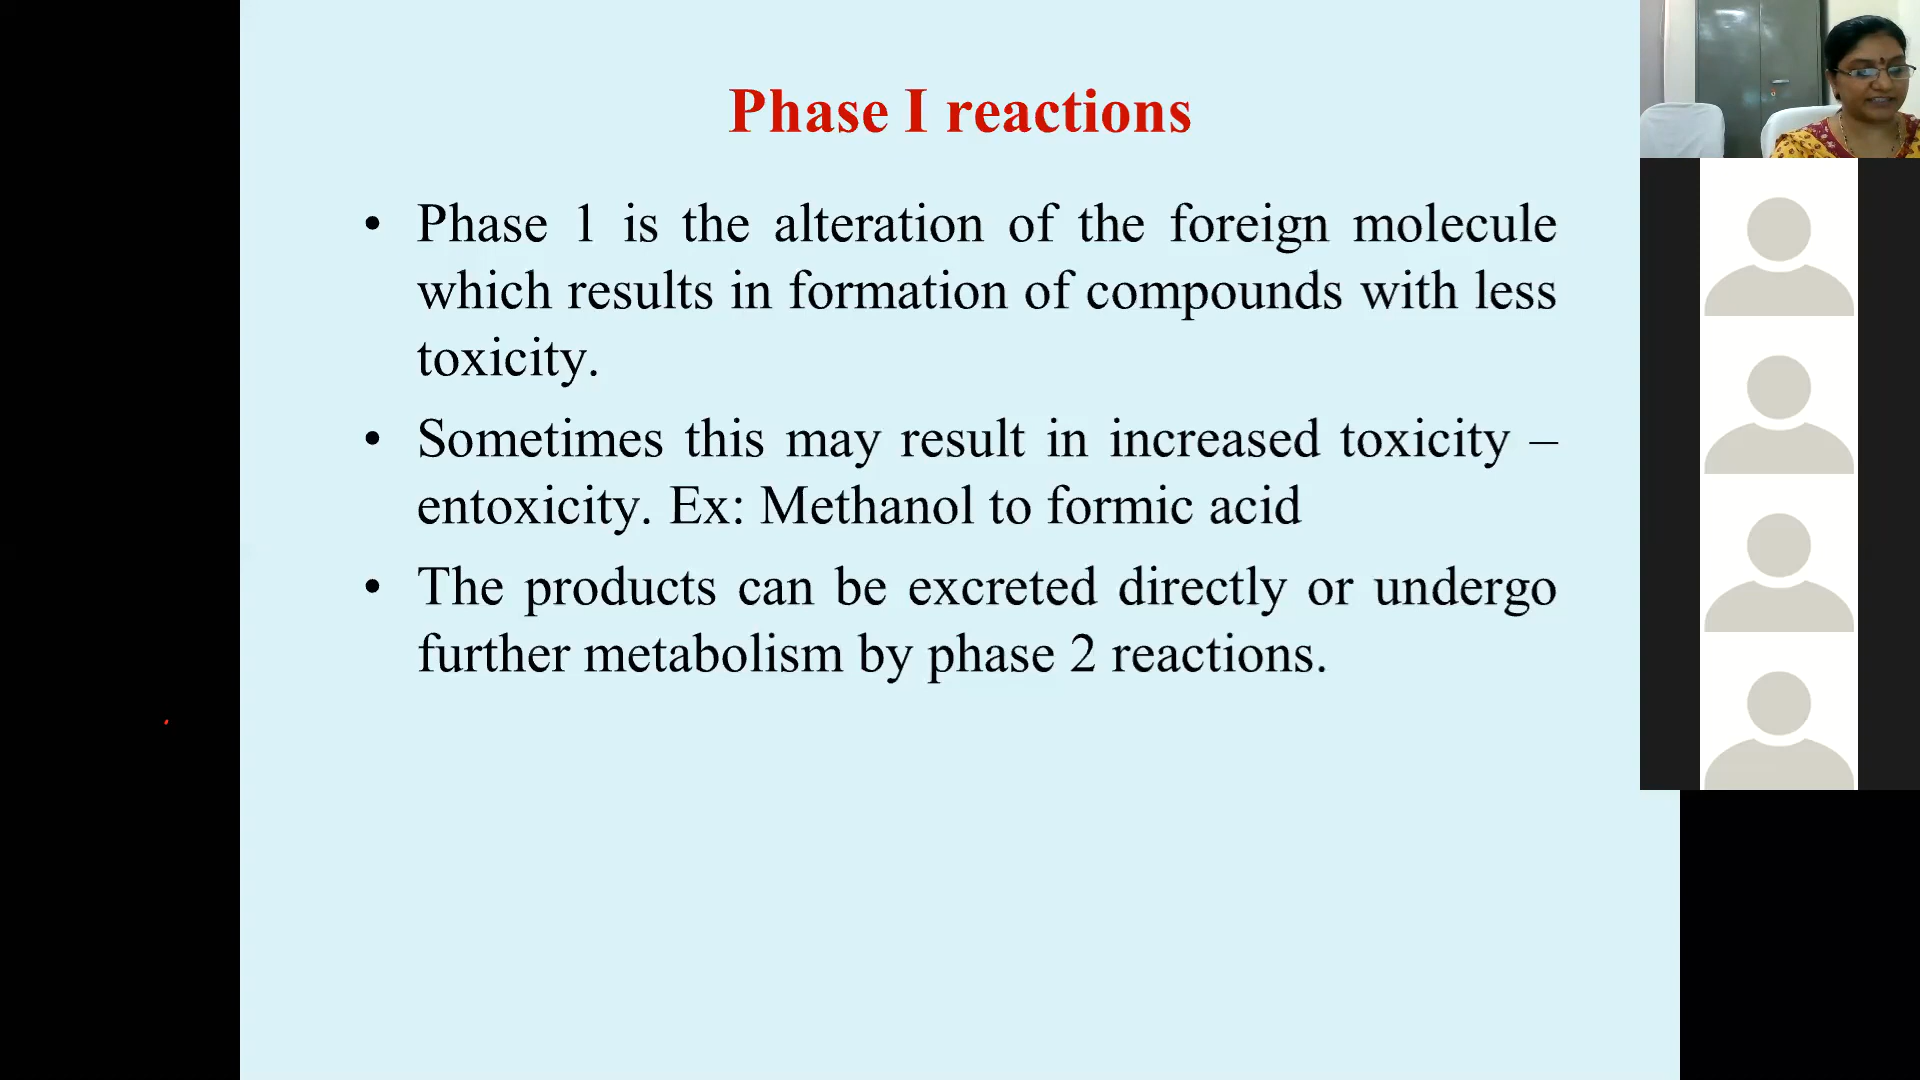 Phase I reactions
• Phase 1 is the alteration of the foreign molecule
which results in formation of compounds with less
toxicity.
• Sometimes this may result in increased toxicity –
entoxicity. Ex: Methanol to formic acid
• The products can be excreted directly or undergo
further metabolism by phase 2 reactions.